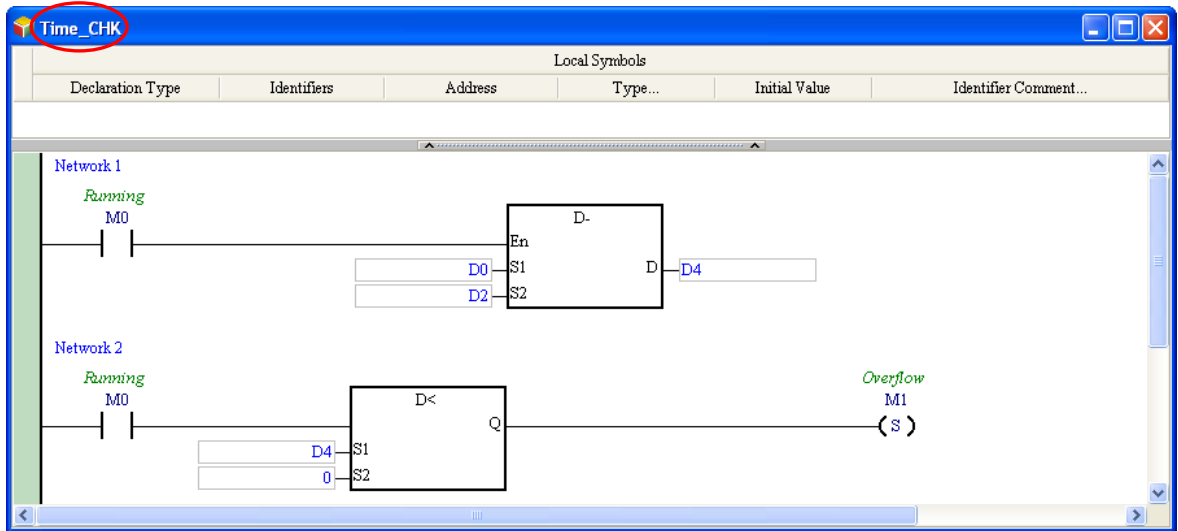 Time_CHK
Local Symbols
Declaration Type Identifiers Address Type... Initial Value Identifier Comment...
Network 1
Running
M0
D-
En
D0 S1 D D4
D2 S2
Network 2
Running Overflow
M0 D< M1
Q ( S )
D4 S1
0 S2